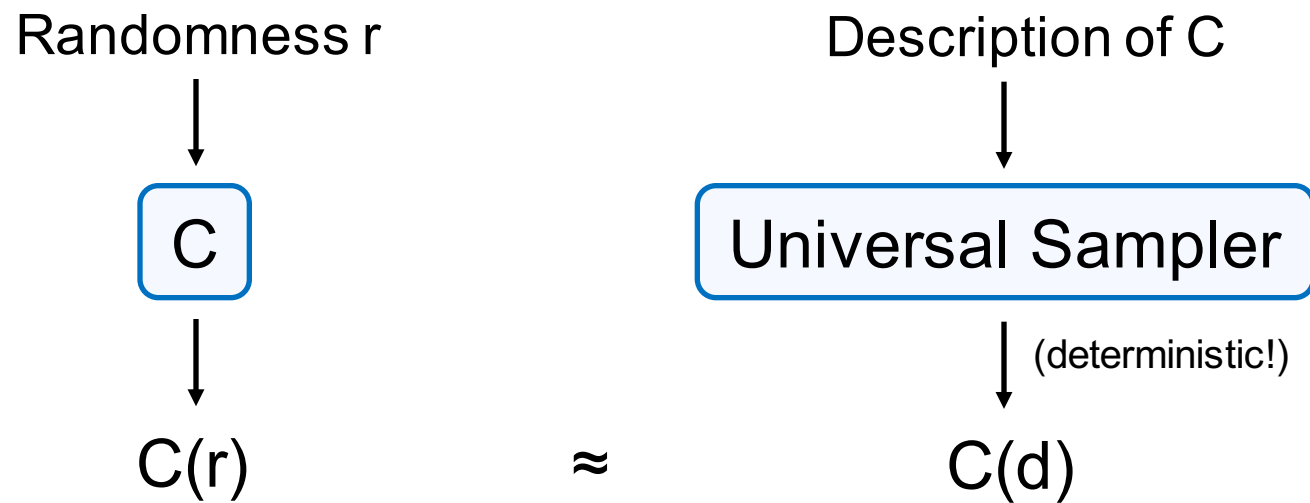 Randomness r
Description of C
C
Universal Sampler
(deterministic!)
C(r)
≈
C(d)